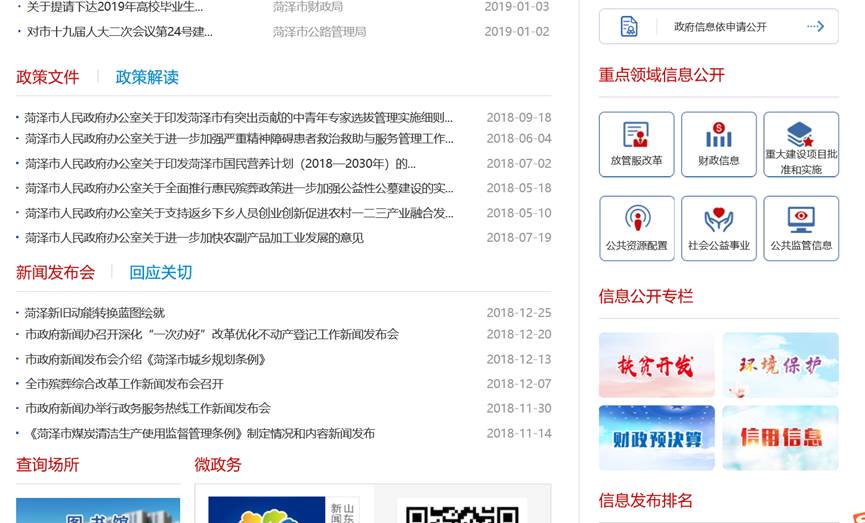 关于提请下达2019年高校毕业生... 菏泽市财政局 2019-01-03
对市十九届人大二次会议第24号建... 菏泽市公路管理局 2019-01-02
政策文件 政策解读
菏泽市人民政府办公室关于印发菏泽市有突出贡献的中青年专家选拔管理实施细则... 2018-09-18
菏泽市人民政府办公室关于进一步加强严重精神障碍患者救治救助与服务管理工作... 2018-06-04
菏泽市人民政府办公室关于印发菏泽市国民营养计划（2018—2030年）的... 2018-07-02
菏泽市人民政府办公室关于全面推行惠民殡葬政策进一步加强公益性公墓建设的实... 2018-05-18
菏泽市人民政府办公室关于支持返乡下乡人员创业创新促进农村一二三产业融合发... 2018-05-10
菏泽市人民政府办公室关于进一步加快农副产品加工业发展的意见 2018-07-19
新闻发布会 回应关切
菏泽新旧动能转换蓝图绘就 2018-12-25
市政府新闻办召开深化“一次办好”改革优化不动产登记工作新闻发布会 2018-12-20
市政府新闻发布会介绍《菏泽市城乡规划条例》 2018-12-13
全市殡葬综合改革工作新闻发布会召开 2018-12-07
市政府新闻办举行政务服务热线工作新闻发布会 2018-11-30
《菏泽市煤炭清洁生产使用监督管理条例》制定情况和内容新闻发布 2018-11-14
查询场所 微政务
图书馆
山东
新闻
政府信息依申请公开
重点领域信息公开
放管服改革 财政信息 重大建设项目批
准和实施
公共资源配置 社会公益事业 公共监管信息
信息公开专栏
扶贫开发 环境保护
财政预决算 信用信息
信息发布排名